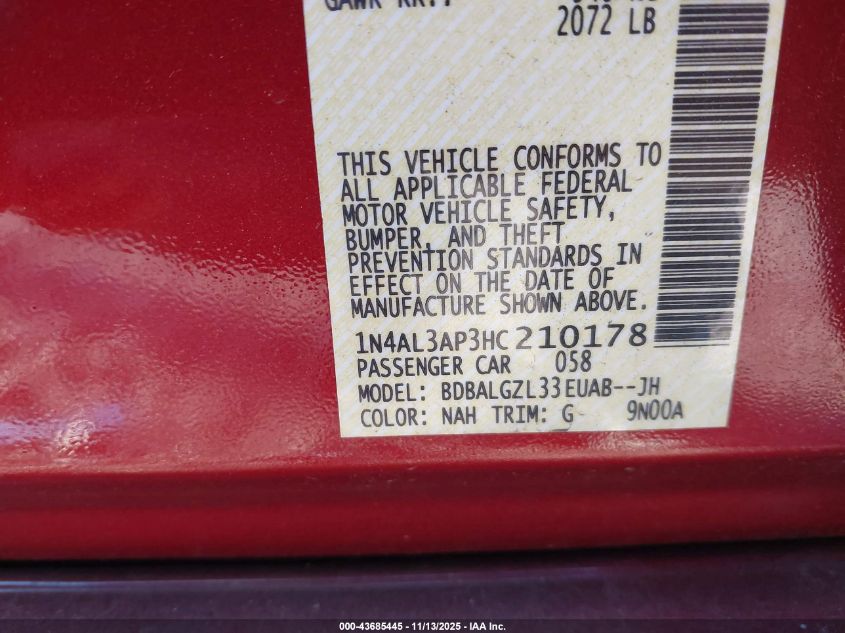 GAWR RR.:
2072 LB
THIS VEHICLE CONFORMS TO
ALL APPLICABLE FEDERAL
MOTOR VEHICLE SAFETY,
BUMPER, AND THEFT
PREVENTION STANDARDS IN
EFFECT ON THE DATE OF
MANUFACTURE SHOWN ABOVE.
1N4AL3AP3HC210178
PASSENGER CAR 058
MODEL: BDBALGZL33EUAB--JH
COLOR: NAH TRIM: G 9N00A
000-43685445 - 11/13/2025 - IAA Inc.